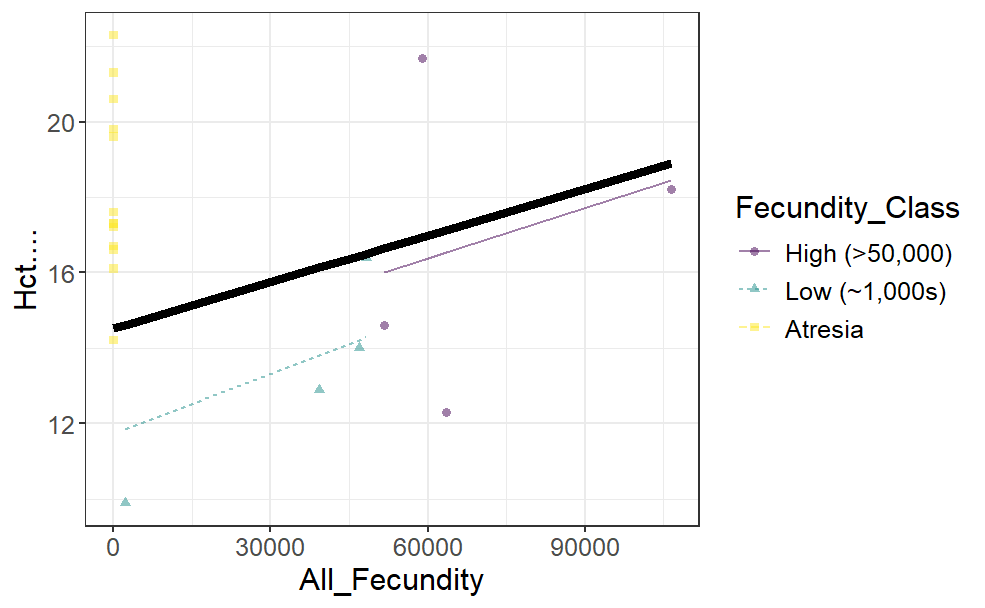 20
16
12
Hct....
0 30000 60000 90000
All_Fecundity
Fecundity_Class
High (>50,000)
Low (~1,000s)
Atresia